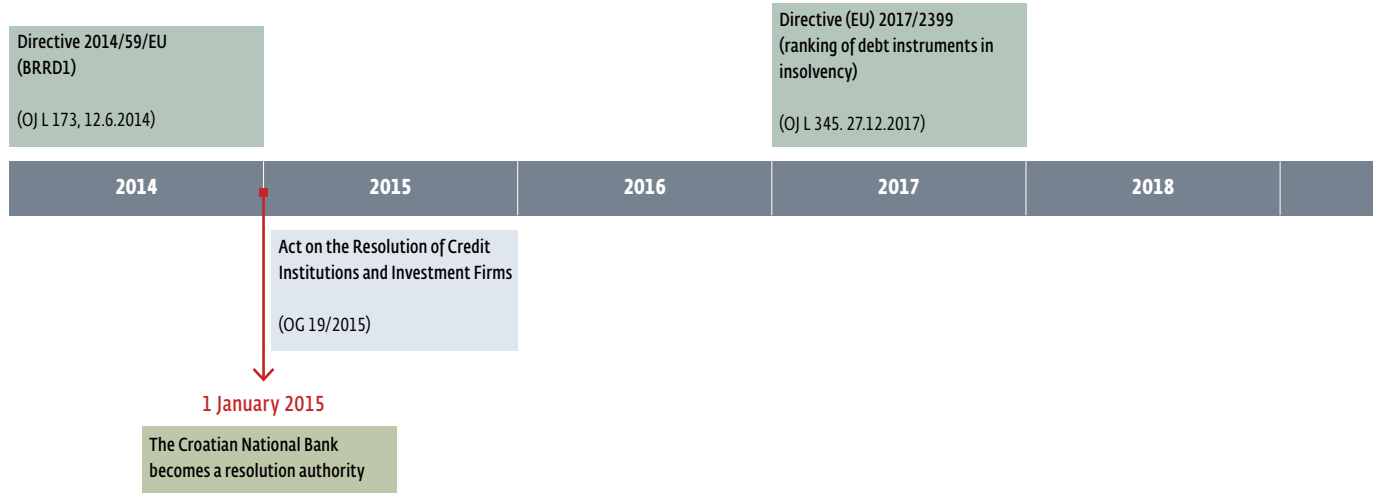 Directive 2014/59/EU
(BRRD1)
(OJ L 173, 12.6.2014)
Directive (EU) 2017/2399
(ranking of debt instruments in
insolvency)
(OJ L 345. 27.12.2017)
2014 2015 2016 2017 2018
Act on the Resolution of Credit
Institutions and Investment Firms
(OG 19/2015)
1 January 2015
The Croatian National Bank
becomes a resolution authority